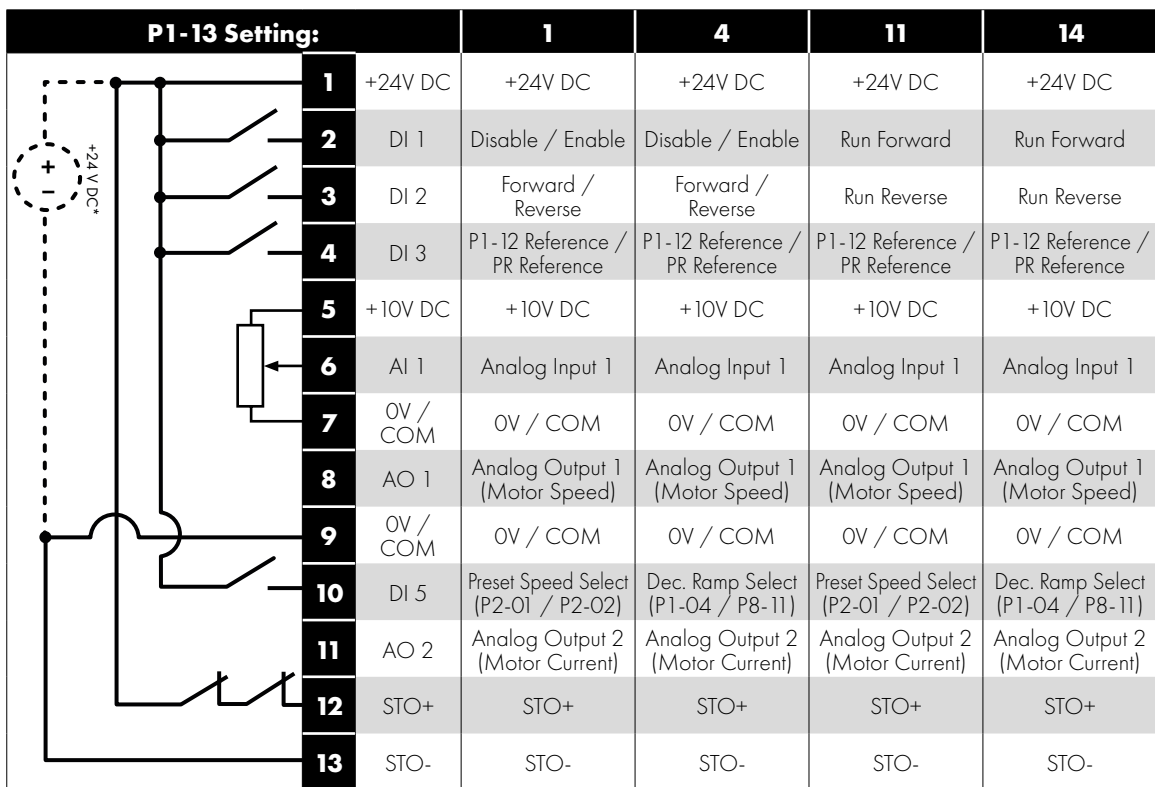 P1-13 Setting: 1 4 11 14
1 +24V DC +24V DC +24V DC +24V DC +24V DC
2 DI 1 Disable / Enable Disable / Enable Run Forward Run Forward
+24 V DC*
+
−
3 DI 2 Forward / Reverse Forward / Reverse Run Reverse Run Reverse
4 DI 3 P1-12 Reference / PR Reference P1-12 Reference / PR Reference P1-12 Reference / PR Reference P1-12 Reference / PR Reference
5 +10V DC +10V DC +10V DC +10V DC +10V DC
6 AI 1 Analog Input 1 Analog Input 1 Analog Input 1 Analog Input 1
7 0V / COM 0V / COM 0V / COM 0V / COM 0V / COM
8 AO 1 Analog Output 1 (Motor Speed) Analog Output 1 (Motor Speed) Analog Output 1 (Motor Speed) Analog Output 1 (Motor Speed)
9 0V / COM 0V / COM 0V / COM 0V / COM 0V / COM
10 DI 5 Preset Speed Select (P2-01 / P2-02) Dec. Ramp Select (P1-04 / P8-11) Preset Speed Select (P2-01 / P2-02) Dec. Ramp Select (P1-04 / P8-11)
11 AO 2 Analog Output 2 (Motor Current) Analog Output 2 (Motor Current) Analog Output 2 (Motor Current) Analog Output 2 (Motor Current)
12 STO+ STO+ STO+ STO+ STO+
13 STO- STO- STO- STO- STO-